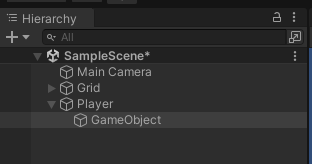 Hierarchy
All
SampleScene*
Main Camera
Grid
Player
GameObject